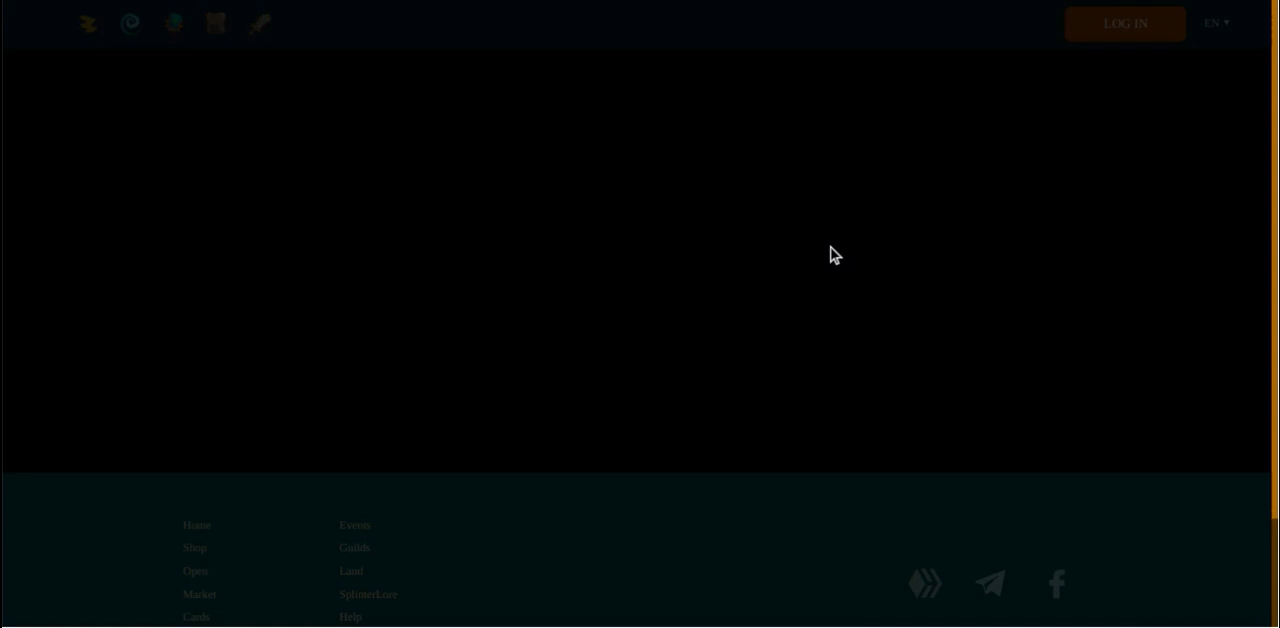 LOG IN
EN ▾
Home
Events
Shop
Guilds
Open
Land
Market
SplinterLore
Cards
Help